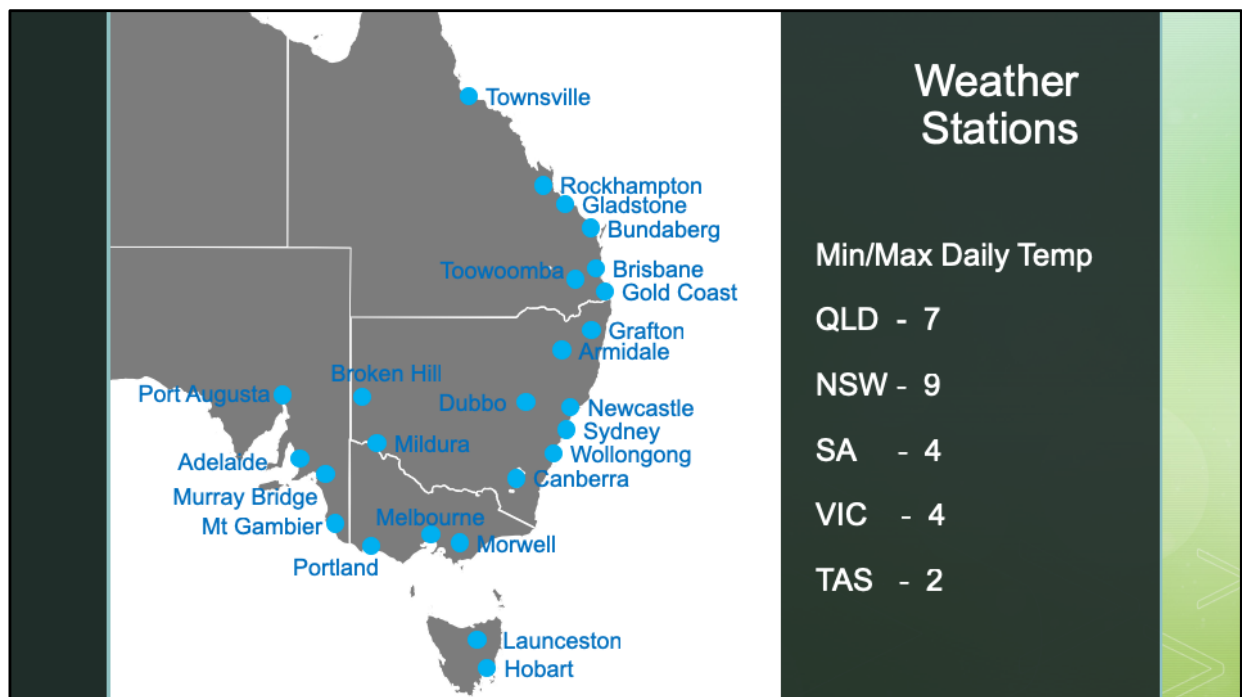 Weather
Stations
Townsville
Rockhampton
Gladstone
Bundaberg
Toowoomba
Brisbane
Gold Coast
Grafton
Armidale
Broken Hill
Port Augusta
Dubbo
Newcastle
Sydney
Mildura
Wollongong
Adelaide
Canberra
Murray Bridge
Mt Gambier
Melbourne
Morwell
Portland
Launceston
Hobart
Min/Max Daily Temp
QLD - 7
NSW - 9
SA - 4
VIC - 4
TAS - 2